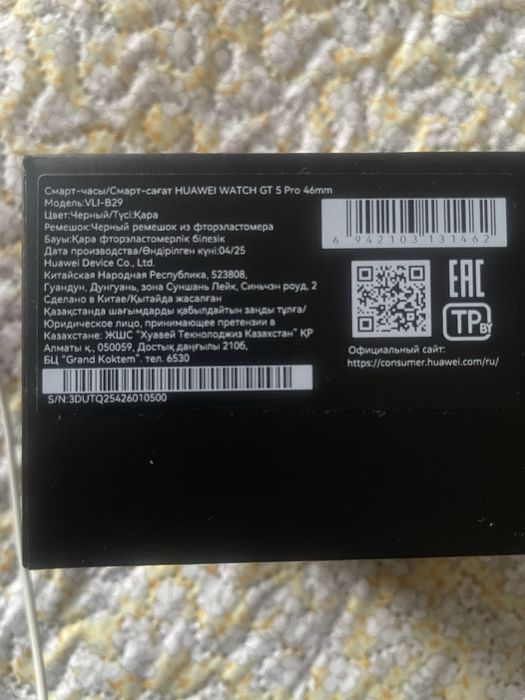 Смарт-часы/Смарт-сағат HUAWEI WATCH GT 5 Pro 46mm
Модель:VLI-B29
Цвет:Черный/Түсі:Қара
Ремешок:Черный ремешок из фторэластомера
Бауы:Қара фторэластомерлік білезік
Дата производства/Өндірілген күні:04/25
Huawei Device Co., Ltd.
Китайская Народная Республика, 523808,
Гуандун, Дунгуань, зона Суншань Лейк, Синьчэн роуд, 2
Сделано в Китае/Қытайда жасалған
Қазақстанда шағымдарды қабылдайтын заңды тұлға/
Юридическое лицо, принимающее претензии в
Казахстане: ЖШС "Хуавей Текнолоджиз Казахстан" ҚР
Алматы қ., 050059, Достық даңғылы 210б,
БЦ "Grand Koktem". тел. 6530
S/N:3DUTQ25426010500
6 942103 131462
EAC
TP BY
Официальный сайт:
https://consumer.huawei.com/ru/